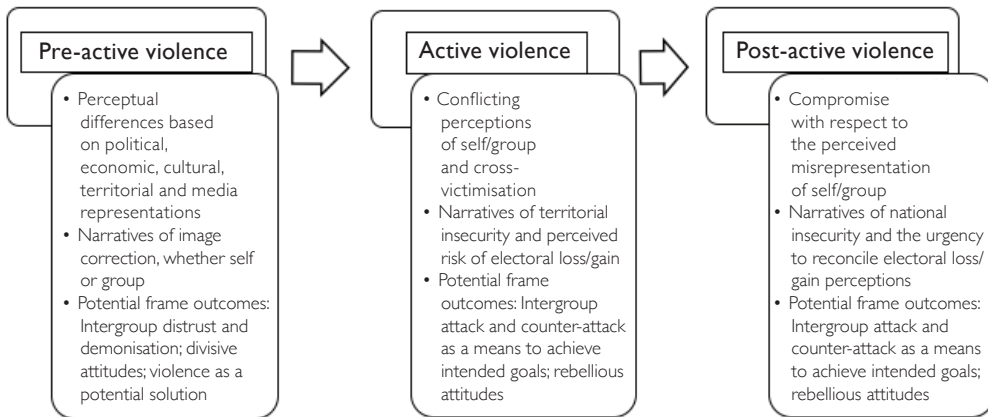 Pre-active violence
• Perceptual
differences based
on political,
economic, cultural,
territorial and media
representations
• Narratives of image
correction, whether self
or group
• Potential frame outcomes:
Intergroup distrust and
demonisation; divisive
attitudes; violence as a
potential solution
Active violence
• Conflicting
perceptions
of self/group
and cross-
victimisation
• Narratives of territorial
insecurity and perceived
risk of electoral loss/gain
• Potential frame
outcomes: Intergroup
attack and counter-attack
as a means to achieve
intended goals; rebellious
attitudes
Post-active violence
• Compromise
with respect to
the perceived
misrepresentation
of self/group
• Narratives of national
insecurity and the urgency
to reconcile electoral loss/
gain perceptions
• Potential frame outcomes:
Intergroup attack and
counter-attack as a means
to achieve intended goals;
rebellious attitudes